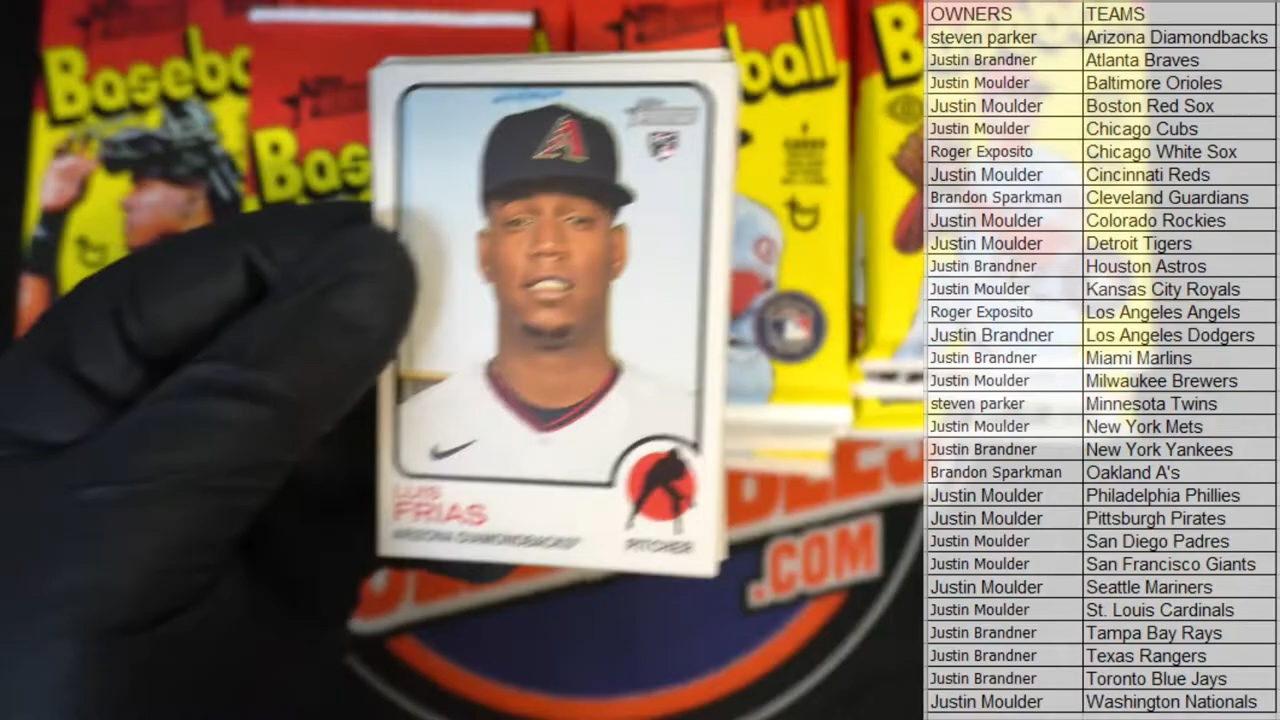 Baseba
Bas
ball
B
Heritage
RC
LUIS
FRIAS
ARIZONA DIAMONDBACKS
PITCHER
.COM
OWNERS TEAMS
steven parker Arizona Diamondbacks
Justin Brandner Atlanta Braves
Justin Moulder Baltimore Orioles
Justin Moulder Boston Red Sox
Justin Moulder Chicago Cubs
Roger Exposito Chicago White Sox
Justin Moulder Cincinnati Reds
Brandon Sparkman Cleveland Guardians
Justin Moulder Colorado Rockies
Justin Moulder Detroit Tigers
Justin Brandner Houston Astros
Justin Moulder Kansas City Royals
Roger Exposito Los Angeles Angels
Justin Brandner Los Angeles Dodgers
Justin Brandner Miami Marlins
Justin Moulder Milwaukee Brewers
steven parker Minnesota Twins
Justin Moulder New York Mets
Justin Brandner New York Yankees
Brandon Sparkman Oakland A's
Justin Moulder Philadelphia Phillies
Justin Moulder Pittsburgh Pirates
Justin Moulder San Diego Padres
Justin Moulder San Francisco Giants
Justin Moulder Seattle Mariners
Justin Moulder St. Louis Cardinals
Justin Brandner Tampa Bay Rays
Justin Brandner Texas Rangers
Justin Brandner Toronto Blue Jays
Justin Moulder Washington Nationals